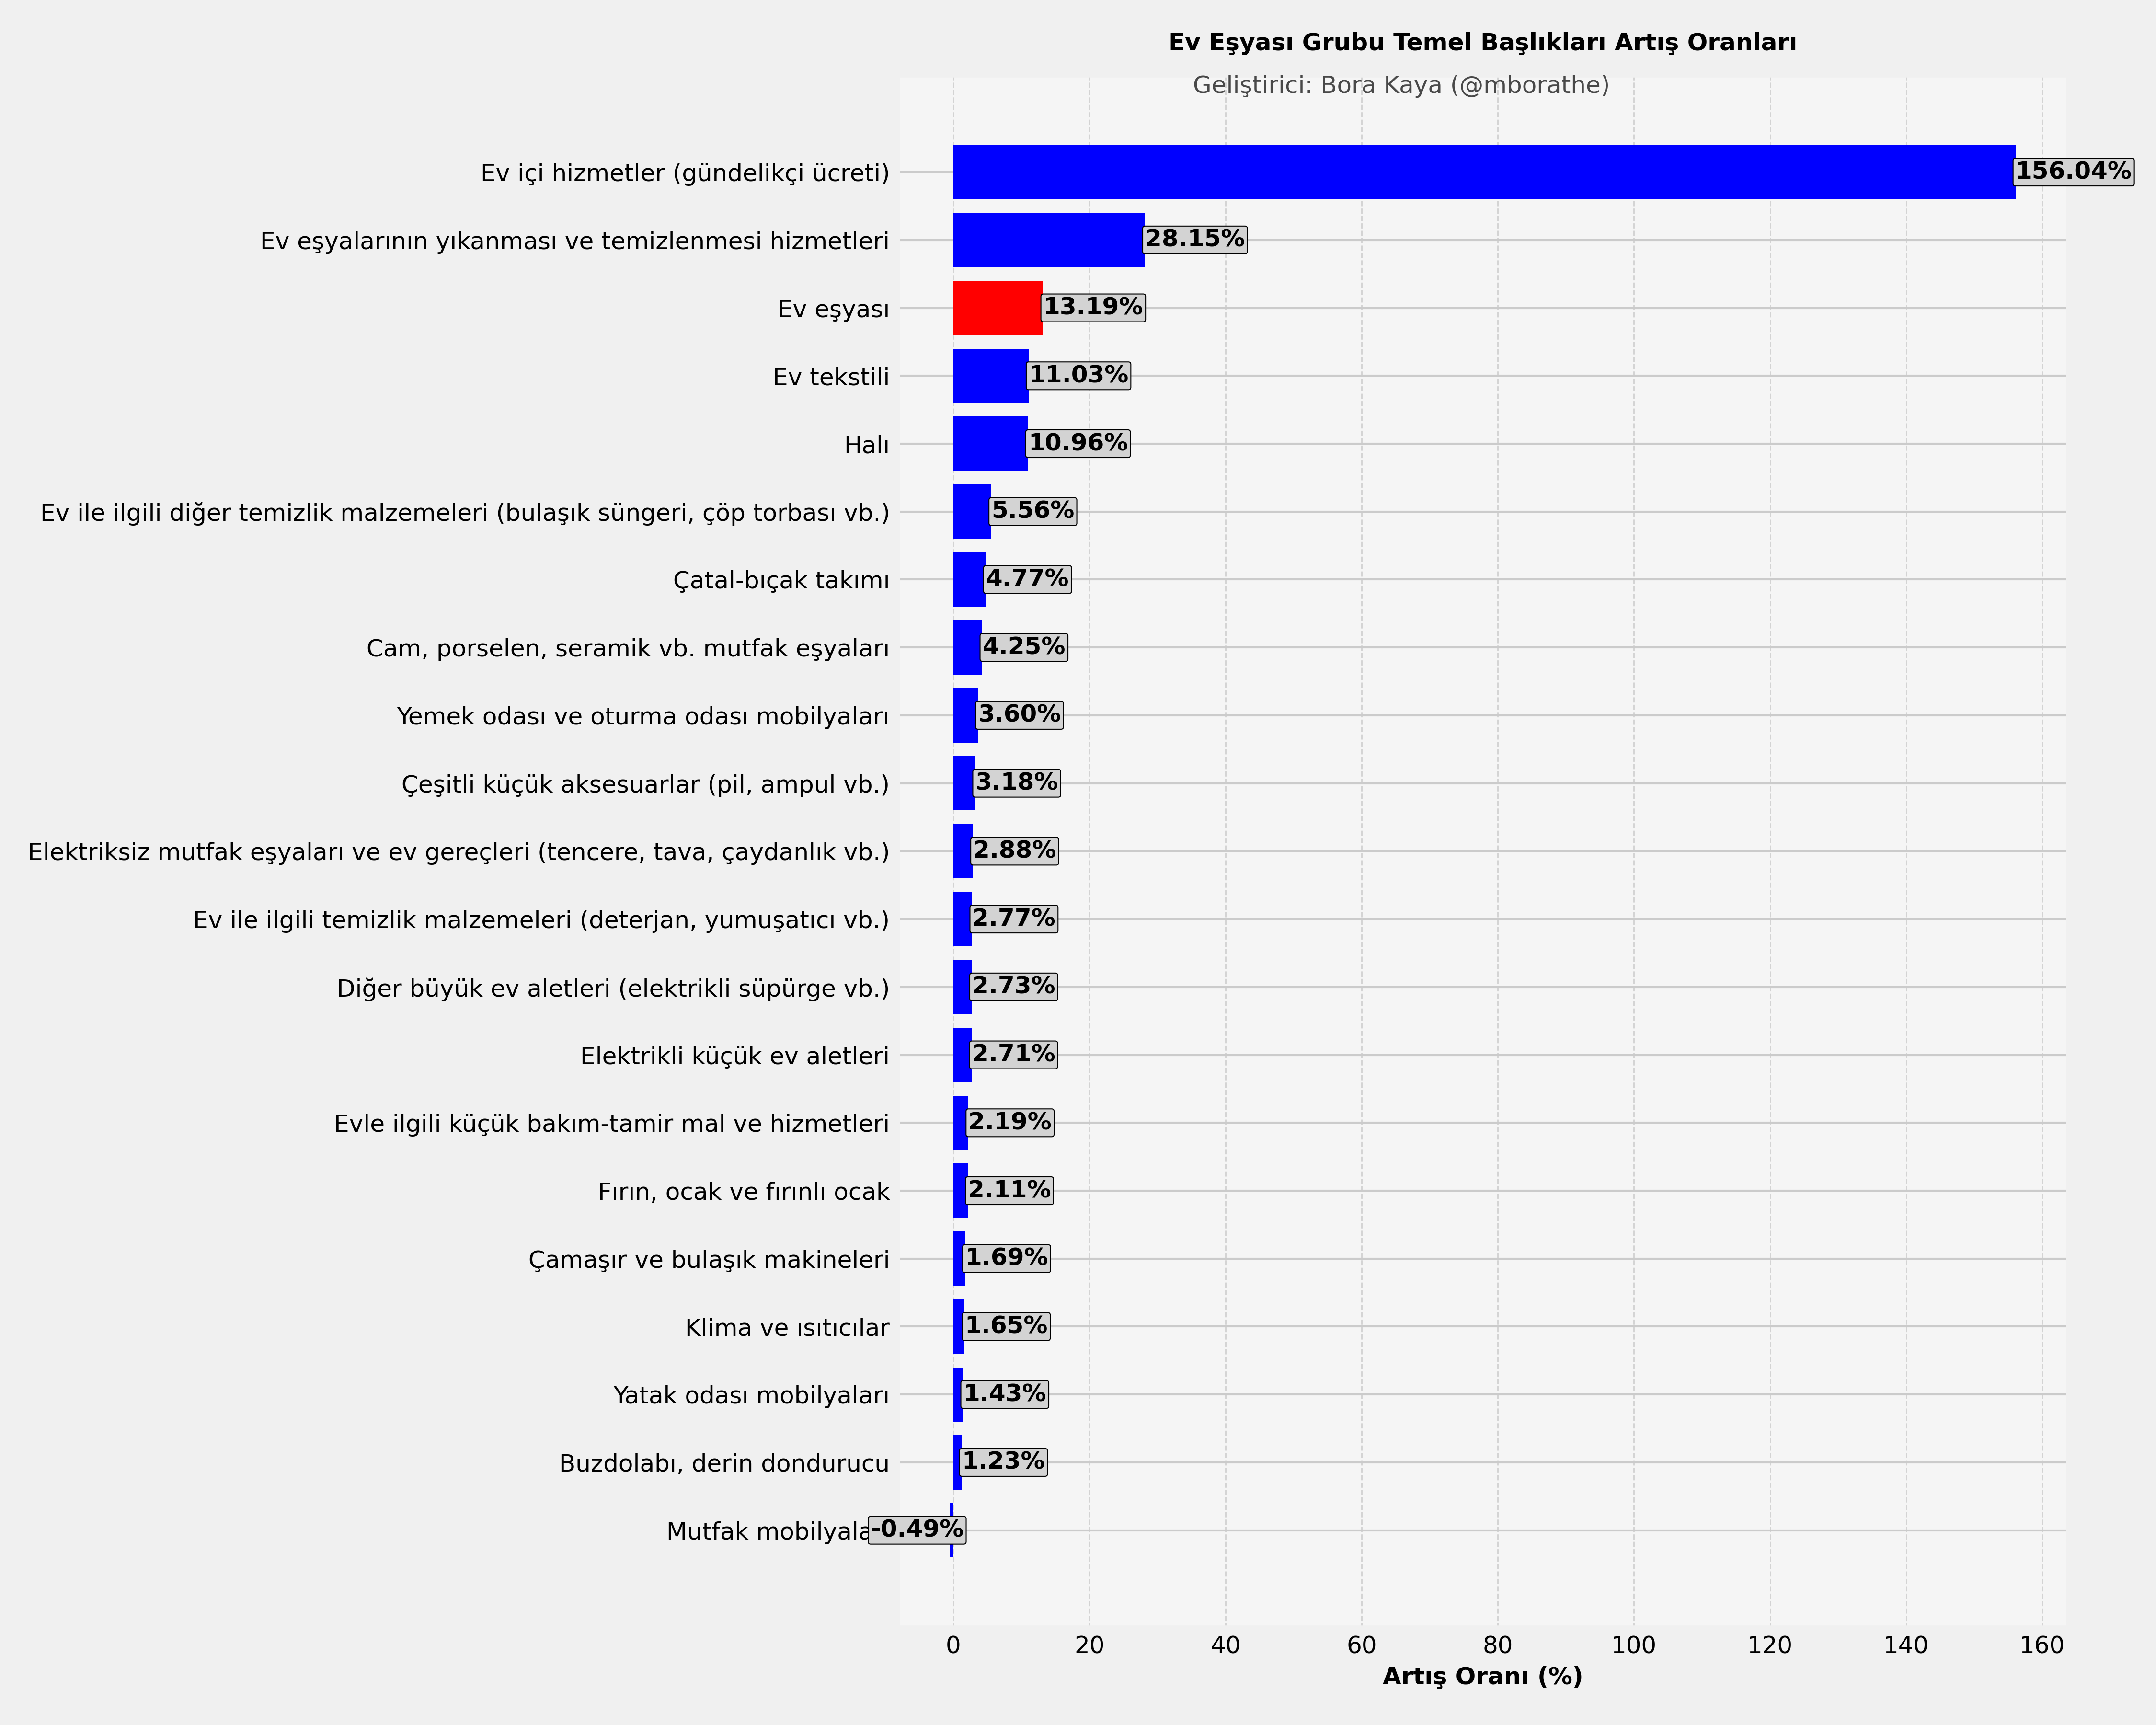 Ev Eşyası Grubu Temel Başlıkları Artış Oranları
Geliştirici: Bora Kaya (@mborathe)
Ev içi hizmetler (gündelikçi ücreti) 156.04%
Ev eşyalarının yıkanması ve temizlenmesi hizmetleri 28.15%
Ev eşyası 13.19%
Ev tekstili 11.03%
Halı 10.96%
Ev ile ilgili diğer temizlik malzemeleri (bulaşık süngeri, çöp torbası vb.) 5.56%
Çatal-bıçak takımı 4.77%
Cam, porselen, seramik vb. mutfak eşyaları 4.25%
Yemek odası ve oturma odası mobilyaları 3.60%
Çeşitli küçük aksesuarlar (pil, ampul vb.) 3.18%
Elektriksiz mutfak eşyaları ve ev gereçleri (tencere, tava, çaydanlık vb.) 2.88%
Ev ile ilgili temizlik malzemeleri (deterjan, yumuşatıcı vb.) 2.77%
Diğer büyük ev aletleri (elektrikli süpürge vb.) 2.73%
Elektrikli küçük ev aletleri 2.71%
Evle ilgili küçük bakım-tamir mal ve hizmetleri 2.19%
Fırın, ocak ve fırınlı ocak 2.11%
Çamaşır ve bulaşık makineleri 1.69%
Klima ve ısıtıcılar 1.65%
Yatak odası mobilyaları 1.43%
Buzdolabı, derin dondurucu 1.23%
Mutfak -0.49%
0 20 40 60 80 100 120 140 160
Artış Oranı (%)